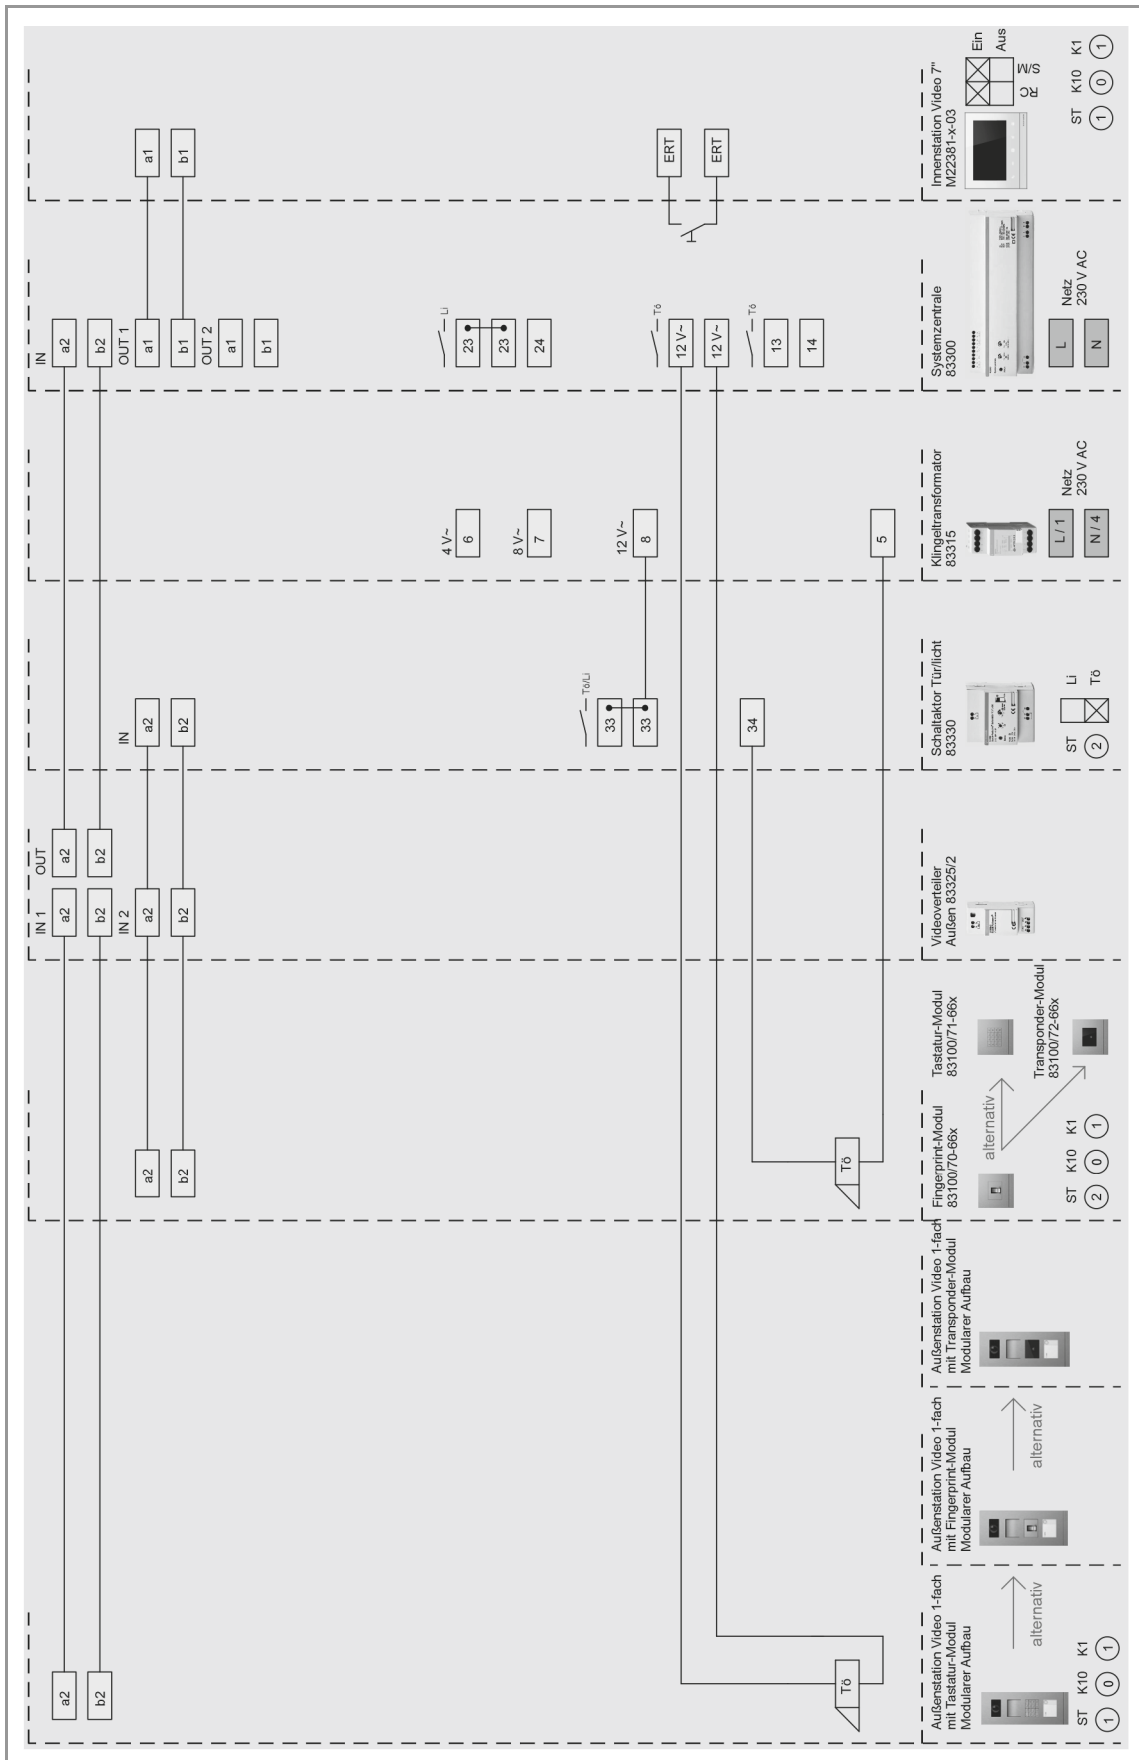 IN 1
OUT
IN
a2
a2
a2
a2
b2
b2
b2
b2
IN 2
IN
OUT 1
a2
a2
a2
a1
a1
b2
b2
b2
b1
b1
OUT 2
a1
b1
4 V~
Li
6
23
23
8 V~
7
24
Tö/Li
33
12 V~
33
8
Tö
ERT
12 V~
12 V~
ERT
34
Tö
13
14
Tö
Tö
5
Außenstation Video 1-fach
mit Tastatur-Modul
Modularer Aufbau
alternativ
ST K10 K1
1 0 1
Außenstation Video 1-fach
mit Fingerprint-Modul
Modularer Aufbau
alternativ
Außenstation Video 1-fach
mit Transponder-Modul
Modularer Aufbau
Fingerprint-Modul
83100/70-66x
alternativ
ST K10 K1
2 0 1
Tastatur-Modul
83100/71-66x
Transponder-Modul
83100/72-66x
Videoverteiler
Außen 83325/2
Schaltaktor Tür/licht
83330
ST
2
Li
Tö
Klingeltransformator
83315
Netz
230 V AC
L / 1
N / 4
Systemzentrale
83300
Netz
230 V AC
L
N
Innenstation Video 7"
M22381-x-03
Ein
Aus
RC
S/M
ST K10 K1
1 0 1